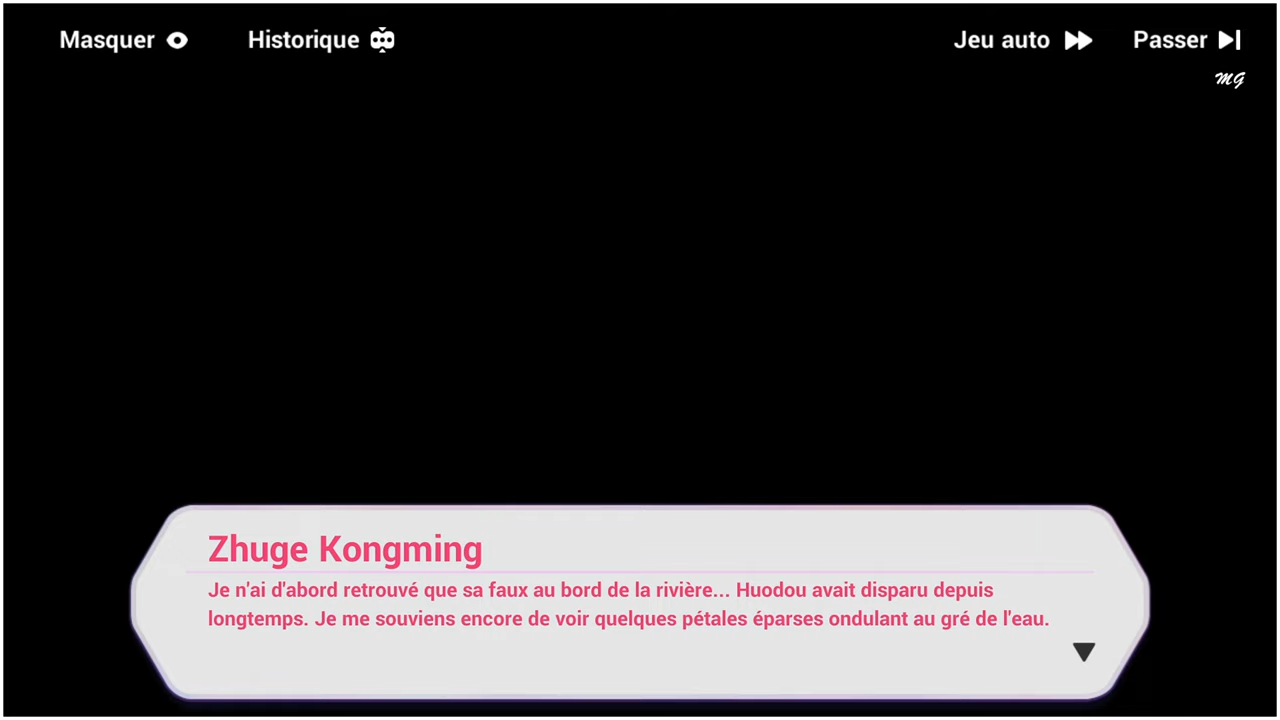 Masquer
Historique
Jeu auto
Passer
MG
Zhuge Kongming
Je n'ai d'abord retrouvé que sa faux au bord de la rivière... Huodou avait disparu depuis
longtemps. Je me souviens encore de voir quelques pétales éparses ondulant au gré de l'eau.